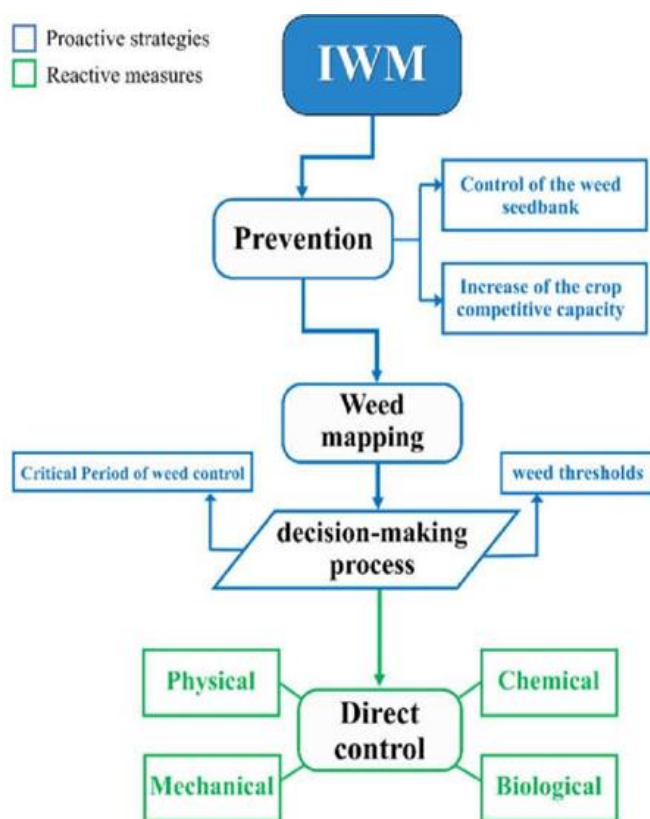 Proactive strategies
Reactive measures
IWM
Control of the weed
seedbank
Prevention
Increase of the crop
competitive capacity
Weed
mapping
Critical Period of weed control
weed thresholds
decision-making
process
Physical
Chemical
Direct
control
Mechanical
Biological